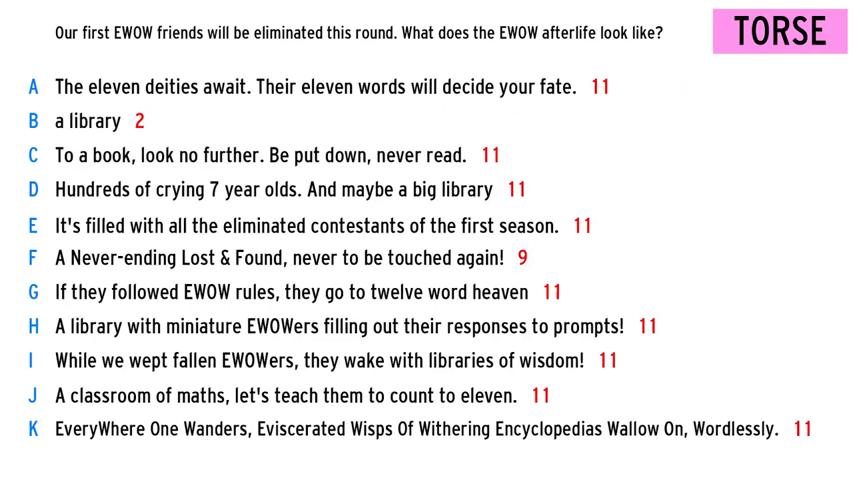 Our first EWOW friends will be eliminated this round. What does the EWOW afterlife look like?
TORSE
A The eleven deities await. Their eleven words will decide your fate. 11
B a library 2
C To a book, look no further. Be put down, never read. 11
D Hundreds of crying 7 year olds. And maybe a big library 11
E It's filled with all the eliminated contestants of the first season. 11
F A Never-ending Lost & Found, never to be touched again! 9
G If they followed EWOW rules, they go to twelve word heaven 11
H A library with miniature EWOWers filling out their responses to prompts! 11
I While we wept fallen EWOWers, they wake with libraries of wisdom! 11
J A classroom of maths, let's teach them to count to eleven. 11
K EveryWhere One Wanders, Eviscerated Wisps Of Withering Encyclopedias Wallow On, Wordlessly. 11